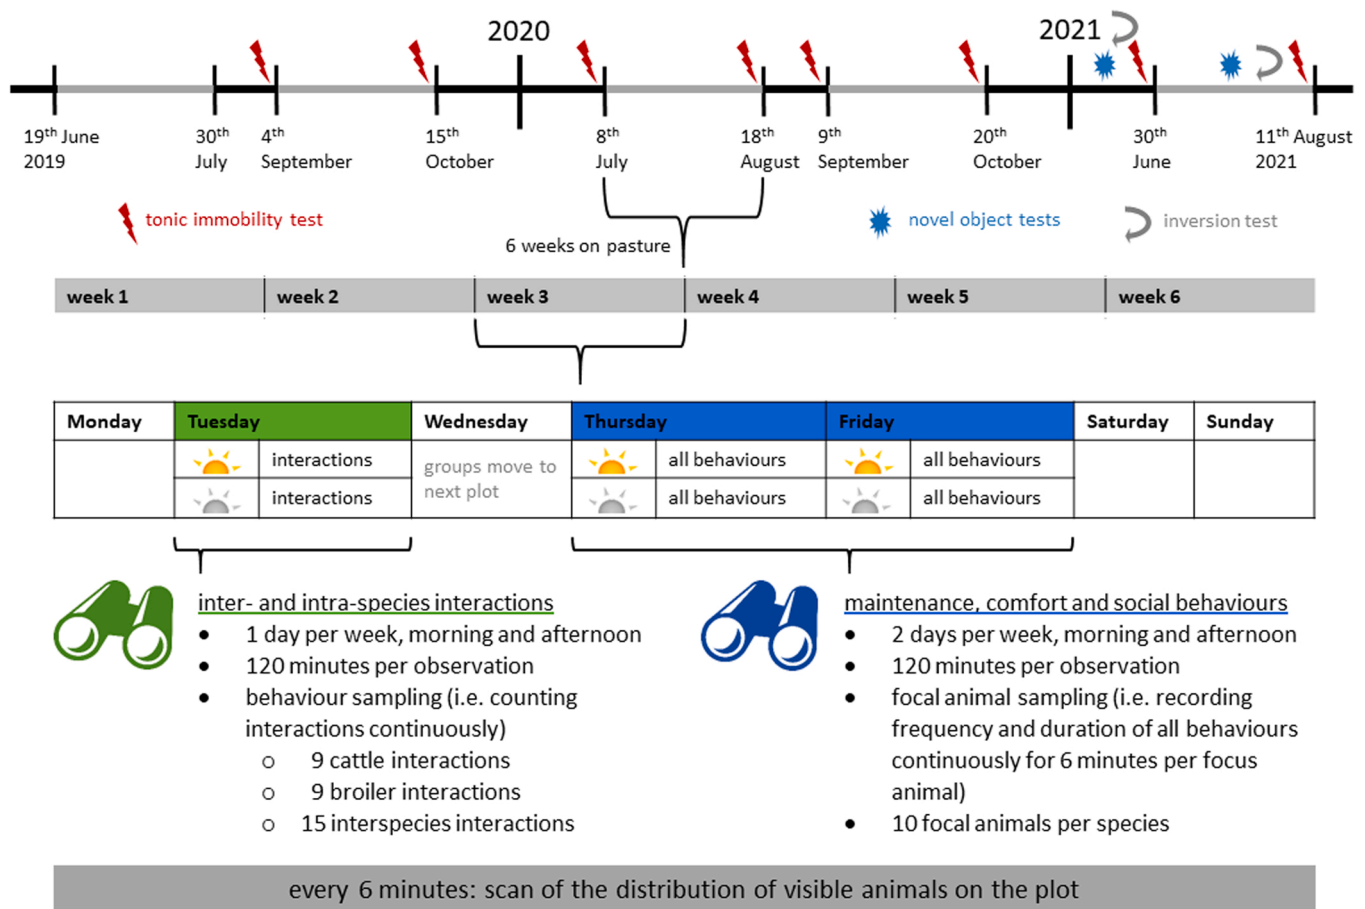 2020
2021
19th June
2019
30th
July
4th
September
15th
October
8th
July
18th
August
9th
September
20th
October
30th
June
11th August
2021
tonic immobility test
novel object tests
inversion test
6 weeks on pasture
week 1
week 2
week 3
week 4
week 5
week 6
Monday
Tuesday
Wednesday
Thursday
Friday
Saturday
Sunday
interactions
interactions
groups move to
next plot
all behaviours
all behaviours
all behaviours
all behaviours
inter- and intra-species interactions
• 1 day per week, morning and afternoon
• 120 minutes per observation
• behaviour sampling (i.e. counting
interactions continuously)
o 9 cattle interactions
o 9 broiler interactions
o 15 interspecies interactions
maintenance, comfort and social behaviours
• 2 days per week, morning and afternoon
• 120 minutes per observation
• focal animal sampling (i.e. recording
frequency and duration of all behaviours
continuously for 6 minutes per focus
animal)
• 10 focal animals per species
every 6 minutes: scan of the distribution of visible animals on the plot